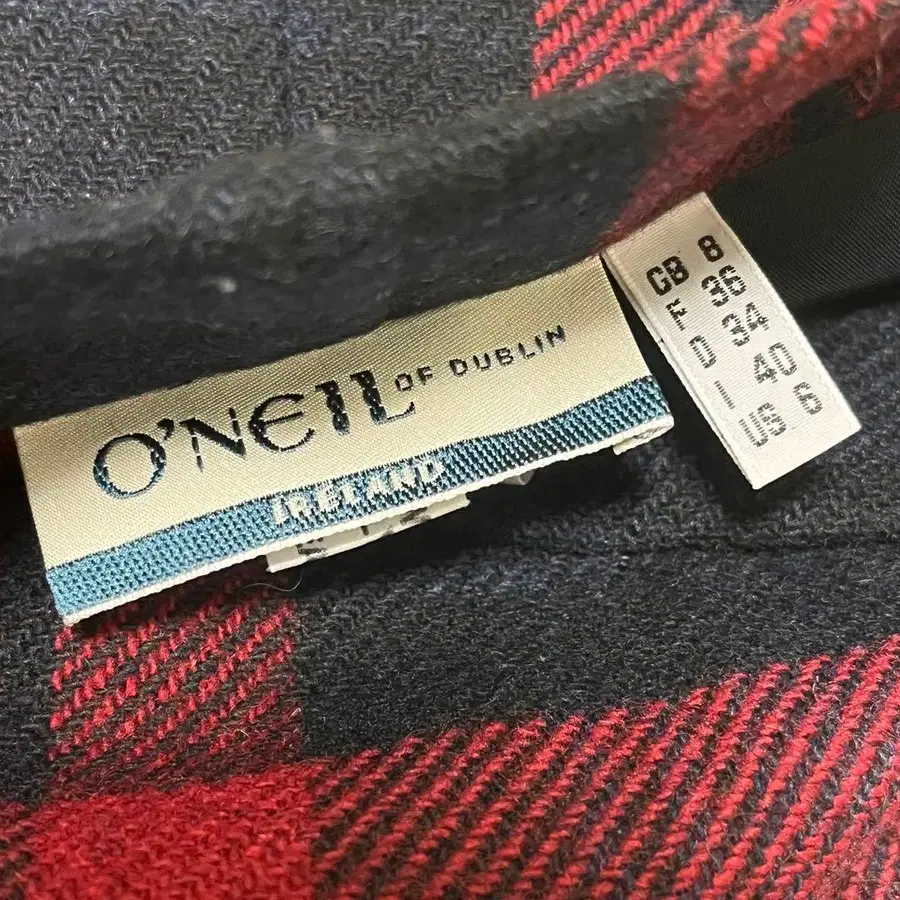 O'NEILL OF DUBLIN
IRELAND
GB 8
F 36
D 34
I 40
US 6